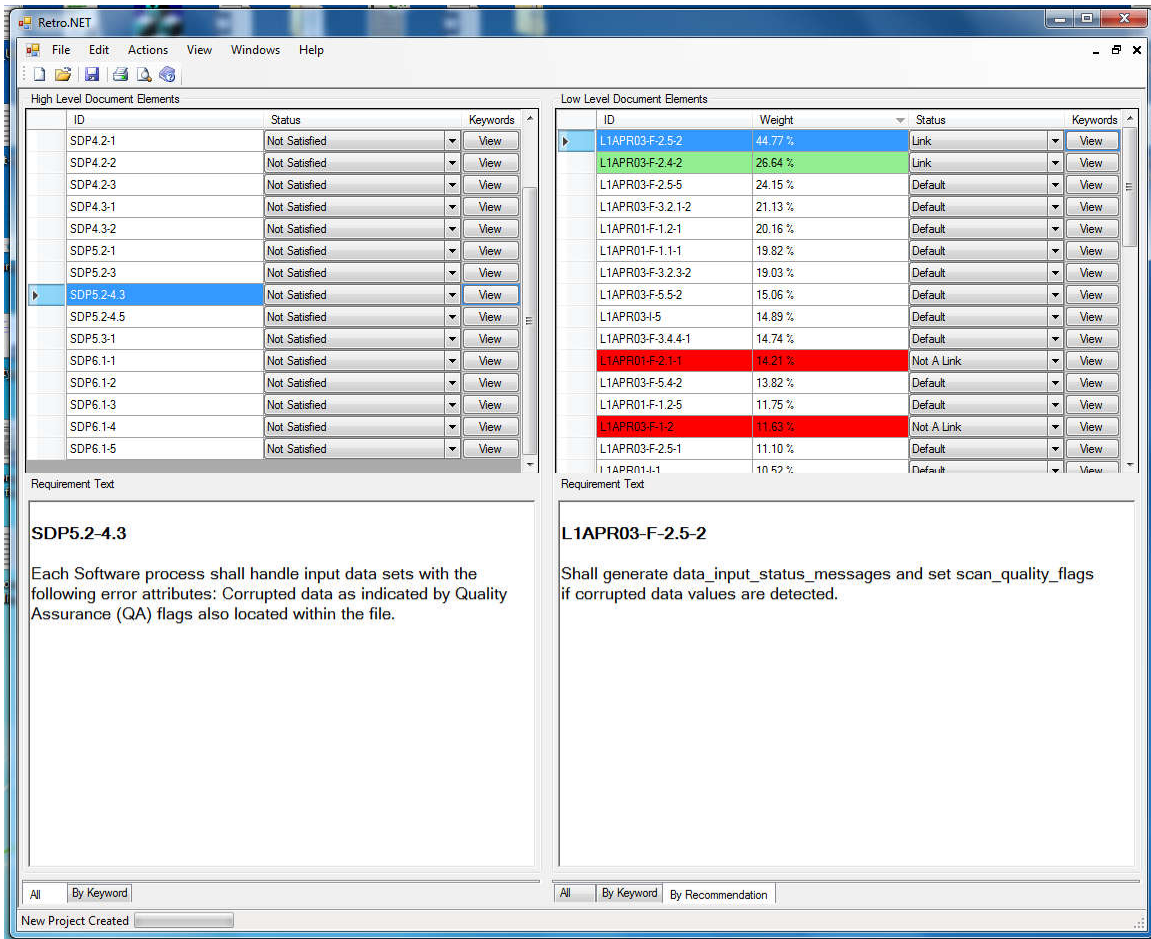 Retro.NET
File Edit Actions View Windows Help
High Level Document Elements
ID Status Keywords
SDP4.2-1 Not Satisfied View
SDP4.2-2 Not Satisfied View
SDP4.2-3 Not Satisfied View
SDP4.3-1 Not Satisfied View
SDP4.3-2 Not Satisfied View
SDP5.2-1 Not Satisfied View
SDP5.2-3 Not Satisfied View
SDP5.2-4.3 Not Satisfied View
SDP5.2-4.5 Not Satisfied View
SDP5.3-1 Not Satisfied View
SDP6.1-1 Not Satisfied View
SDP6.1-2 Not Satisfied View
SDP6.1-3 Not Satisfied View
SDP6.1-4 Not Satisfied View
SDP6.1-5 Not Satisfied View
Requirement Text
SDP5.2-4.3
Each Software process shall handle input data sets with the
following error attributes: Corrupted data as indicated by Quality
Assurance (QA) flags also located within the file.
All By Keyword
Low Level Document Elements
ID Weight Status Keywords
L1APR03-F-2.5-2 44.77 % Link View
L1APR03-F-2.4-2 26.64 % Link View
L1APR03-F-2.5-5 24.15 % Default View
L1APR03-F-3.2.1-2 21.13 % Default View
L1APR01-F-1.2-1 20.16 % Default View
L1APR01-F-1.1-1 19.82 % Default View
L1APR03-F-3.2.3-2 19.03 % Default View
L1APR03-F-5.5-2 15.06 % Default View
L1APR03-I-5 14.89 % Default View
L1APR03-F-3.4.4-1 14.74 % Default View
L1APR01-F-2.1-1 14.21 % Not A Link View
L1APR03-F-5.4-2 13.82 % Default View
L1APR01-F-1.2-5 11.75 % Default View
L1APR03-F-1-2 11.63 % Not A Link View
L1APR03-F-2.5-1 11.10 % Default View
L1APR01-I-1 10.52 % Default View
Requirement Text
L1APR03-F-2.5-2
Shall generate data_input_status_messages and set scan_quality_flags
if corrupted data values are detected.
All By Keyword By Recommendation
New Project Created